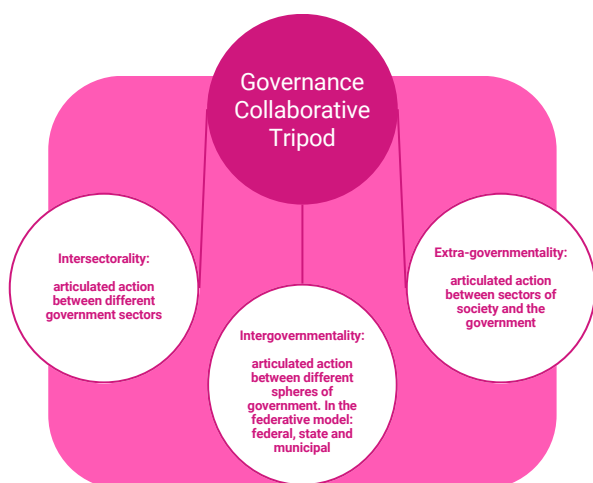 Governance
Collaborative
Tripod
Intersectorality:
articulated action
between different
government sectors
Intergovernmentality:
articulated action
between different
spheres of
government. In the
federative model:
federal, state and
municipal
Extra-governmentality:
articulated action
between sectors of
society and the
government